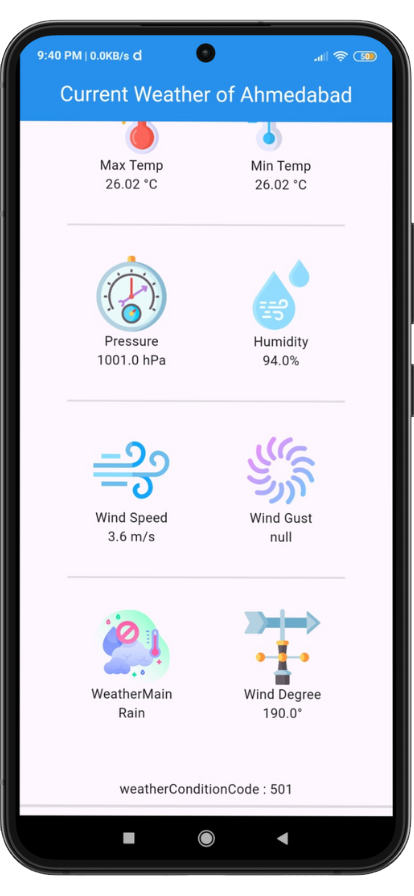 9:40 PM | 0.0KB/s d
50
Current Weather of Ahmedabad
Max Temp
26.02 °C
Min Temp
26.02 °C
Pressure
1001.0 hPa
Humidity
94.0%
Wind Speed
3.6 m/s
Wind Gust
null
WeatherMain
Rain
Wind Degree
190.0°
weatherConditionCode : 501